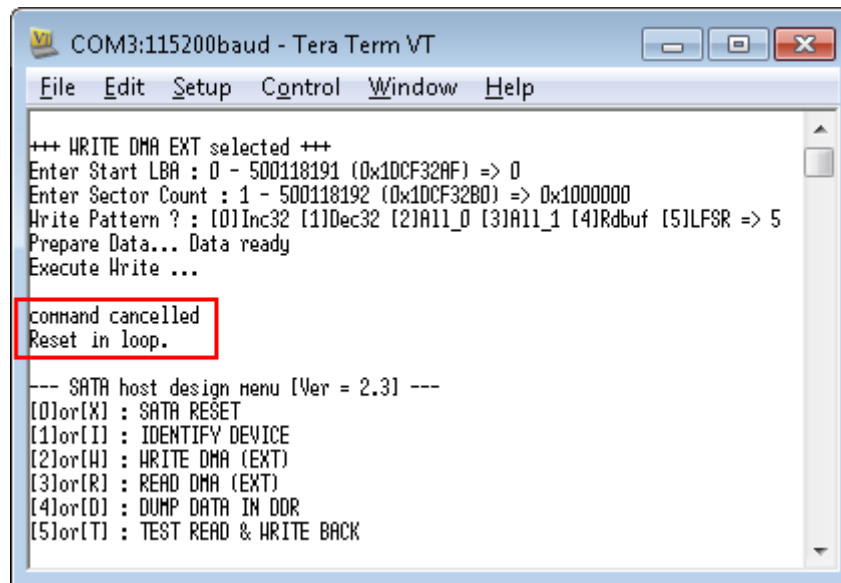 COM3:115200baud - Tera Term VT
File Edit Setup Control Window Help
+++ WRITE DMA EXT selected +++
Enter Start LBA : 0 - 500118191 (0x1DCF32AF) => 0
Enter Sector Count : 1 - 500118192 (0x1DCF32B0) => 0x1000000
Write Pattern ? : [0]Inc32 [1]Dec32 [2]All_0 [3]All_1 [4]Rdbuf [5]LFSR => 5
Prepare Data... Data ready
Execute Write ...
command cancelled
Reset in loop.
--- SATA host design menu [Ver = 2.3] ---
[0]or[X] : SATA RESET
[1]or[I] : IDENTIFY DEVICE
[2]or[W] : WRITE DMA (EXT)
[3]or[R] : READ DMA (EXT)
[4]or[D] : DUMP DATA IN DDR
[5]or[T] : TEST READ & WRITE BACK